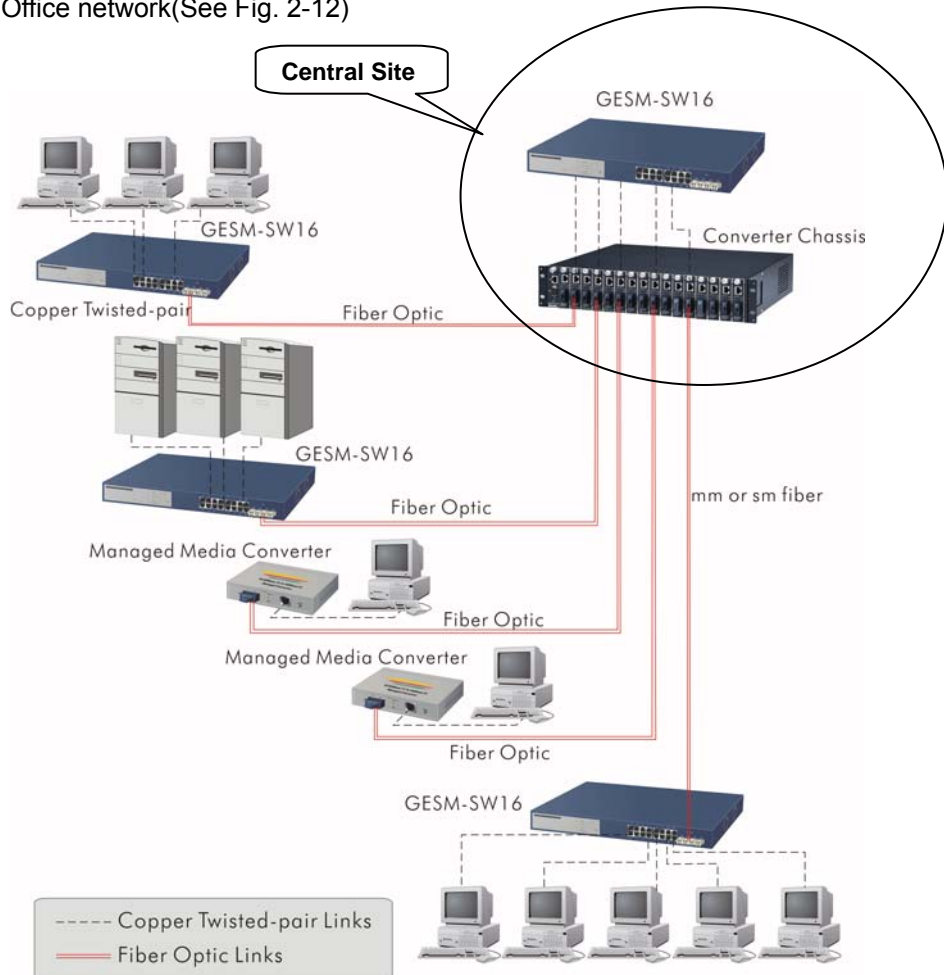 Office network(See Fig. 2-12)
Central Site
GESM-SW16
GESM-SW16
Converter Chassis
Copper Twisted-pair
Fiber Optic
GESM-SW16
mm or sm fiber
Fiber Optic
Managed Media Converter
Fiber Optic
Managed Media Converter
Fiber Optic
GESM-SW16
Copper Twisted-pair Links
Fiber Optic Links